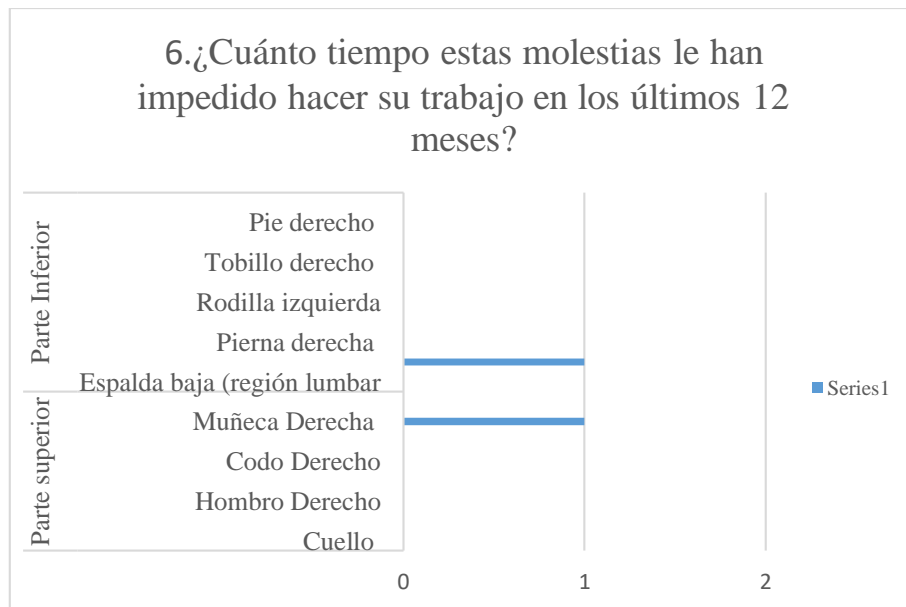 6.¿Cuánto tiempo estas molestias le han
impedido hacer su trabajo en los últimos 12
meses?
Parte Inferior
Pie derecho
Tobillo derecho
Rodilla izquierda
Pierna derecha
Espalda baja (región lumbar
Parte superior
Muñeca Derecha
Codo Derecho
Hombro Derecho
Cuello
Series1
0 1 2